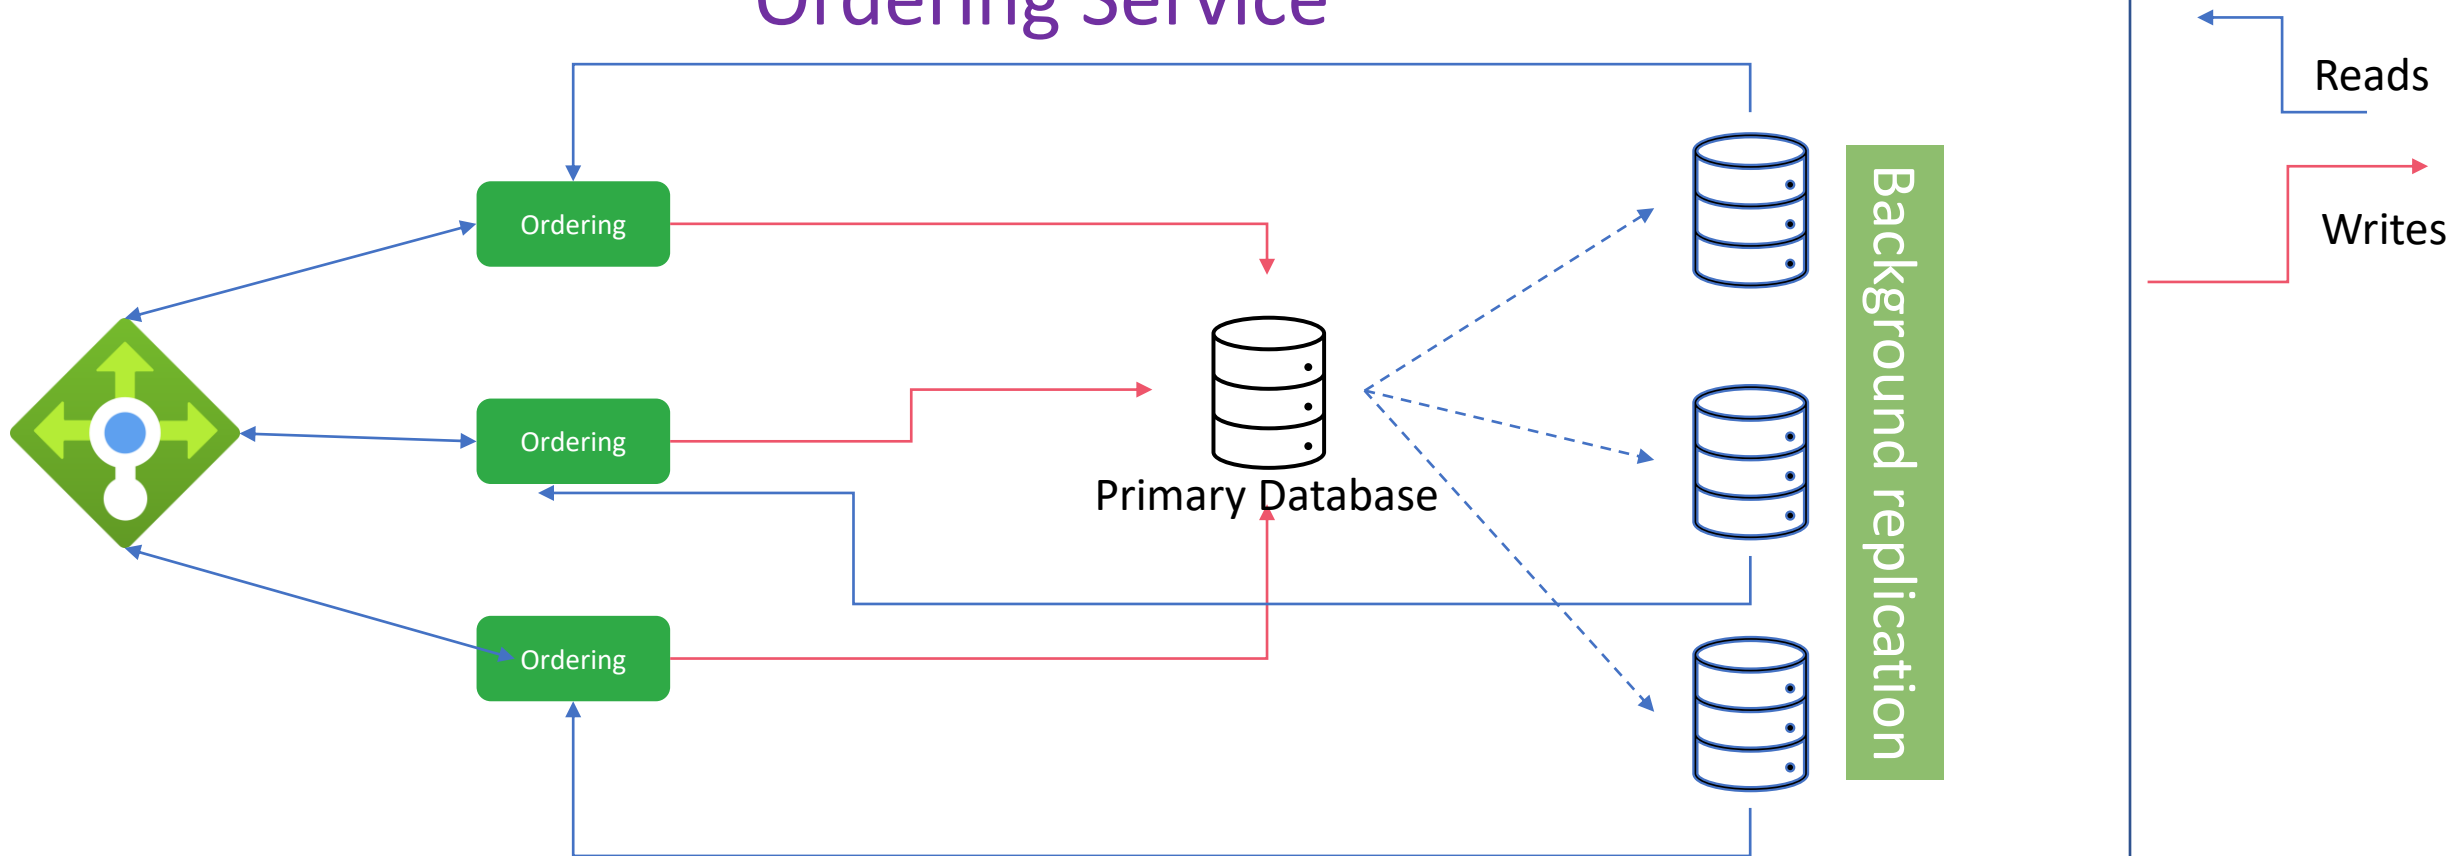 Ordering Service
Reads
Writes
Ordering
Ordering
Ordering
Primary Database
Background replication